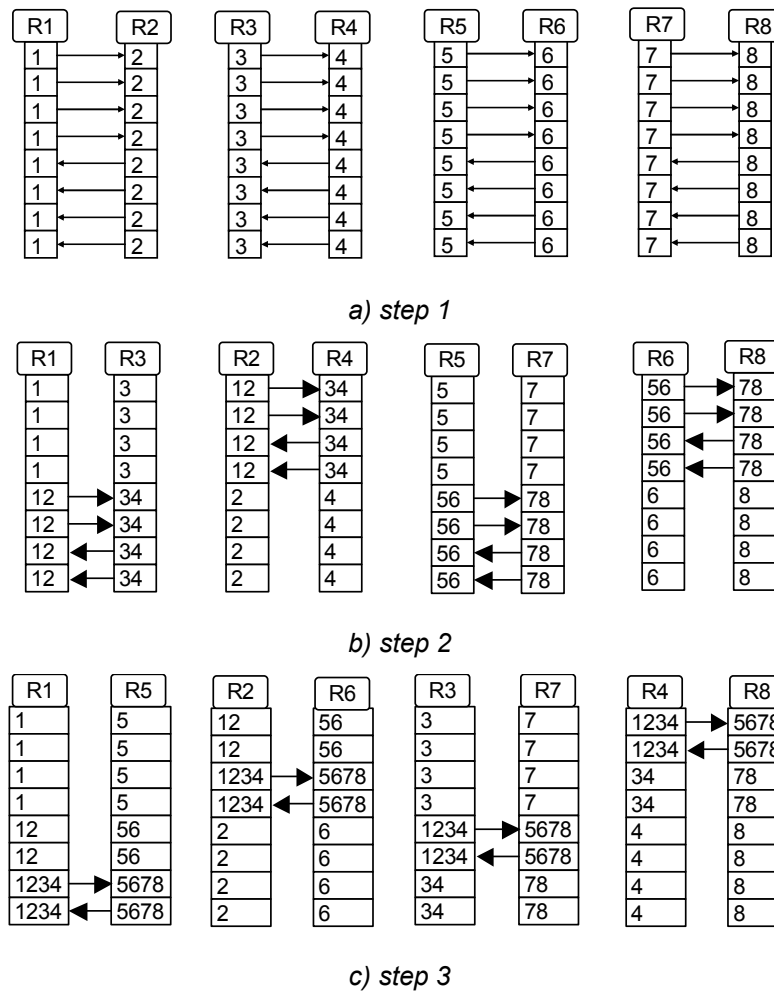 R1 R2 R3 R4 R5 R6 R7 R8
1 2 3 4 5 6 7 8
1 2 3 4 5 6 7 8
1 2 3 4 5 6 7 8
1 2 3 4 5 6 7 8
1 2 3 4 5 6 7 8
1 2 3 4 5 6 7 8
1 2 3 4 5 6 7 8
1 2 3 4 5 6 7 8
a) step 1
R1 R3 R2 R4 R5 R7 R6 R8
1 3 12 34 5 7 56 78
1 3 12 34 5 7 56 78
1 3 12 34 5 7 56 78
1 3 12 34 5 7 56 78
12 34 2 4 56 78 6 8
12 34 2 4 56 78 6 8
12 34 2 4 56 78 6 8
12 34 2 4 56 78 6 8
b) step 2
R1 R5 R2 R6 R3 R7 R4 R8
1 5 12 56 3 7 1234 5678
1 5 12 56 3 7 1234 5678
1 5 1234 5678 3 7 34 78
1 5 1234 5678 3 7 34 78
12 56 2 6 1234 5678 4 8
12 56 2 6 1234 5678 4 8
1234 5678 2 6 34 78 4 8
1234 5678 2 6 34 78 4 8
c) step 3